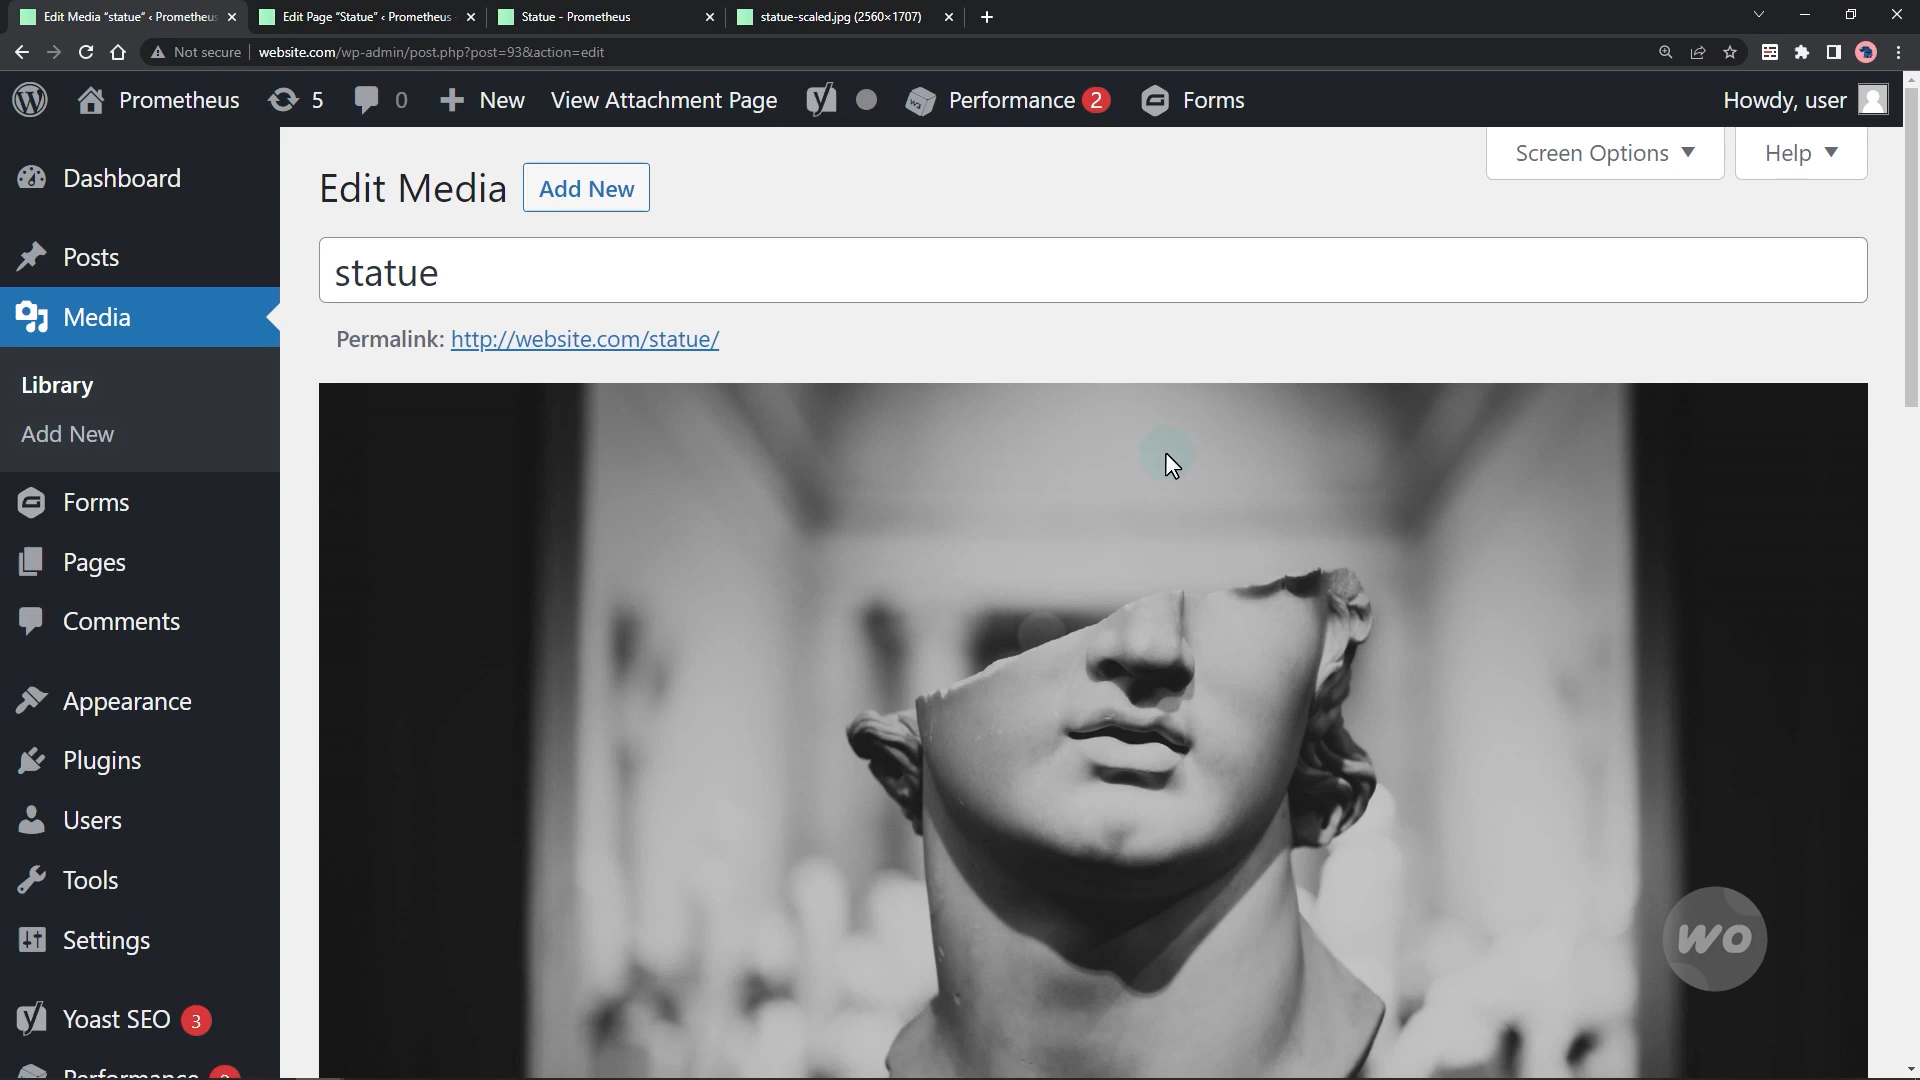 Edit Media “statue” ‹ Prometheus
Edit Page “Statue” ‹ Prometheus
Statue - Prometheus
statue-scaled.jpg (2560×1707)
Not secure
website.com/wp-admin/post.php?post=93&action=edit
Prometheus
5
0
New
View Attachment Page
Performance 2
Forms
Howdy, user
Screen Options
Help
Edit Media
Add New
statue
Permalink: http://website.com/statue/
Dashboard
Posts
Media
Library
Add New
Forms
Pages
Comments
Appearance
Plugins
Users
Tools
Settings
Yoast SEO 3
Performance
wo